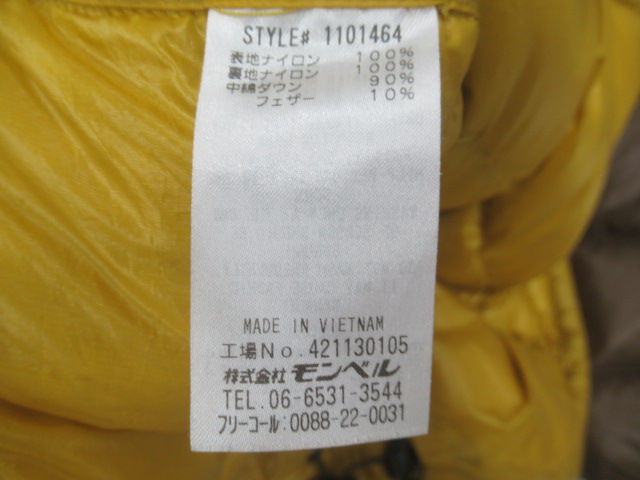 STYLE# 1101464
表地ナイロン 100%
裏地ナイロン 100%
中綿ダウン 90%
フェザー 10%
MADE IN VIETNAM
工場No.421130105
株式会社 モンベル
TEL.06-6531-3544
フリーコール:0088-22-0031